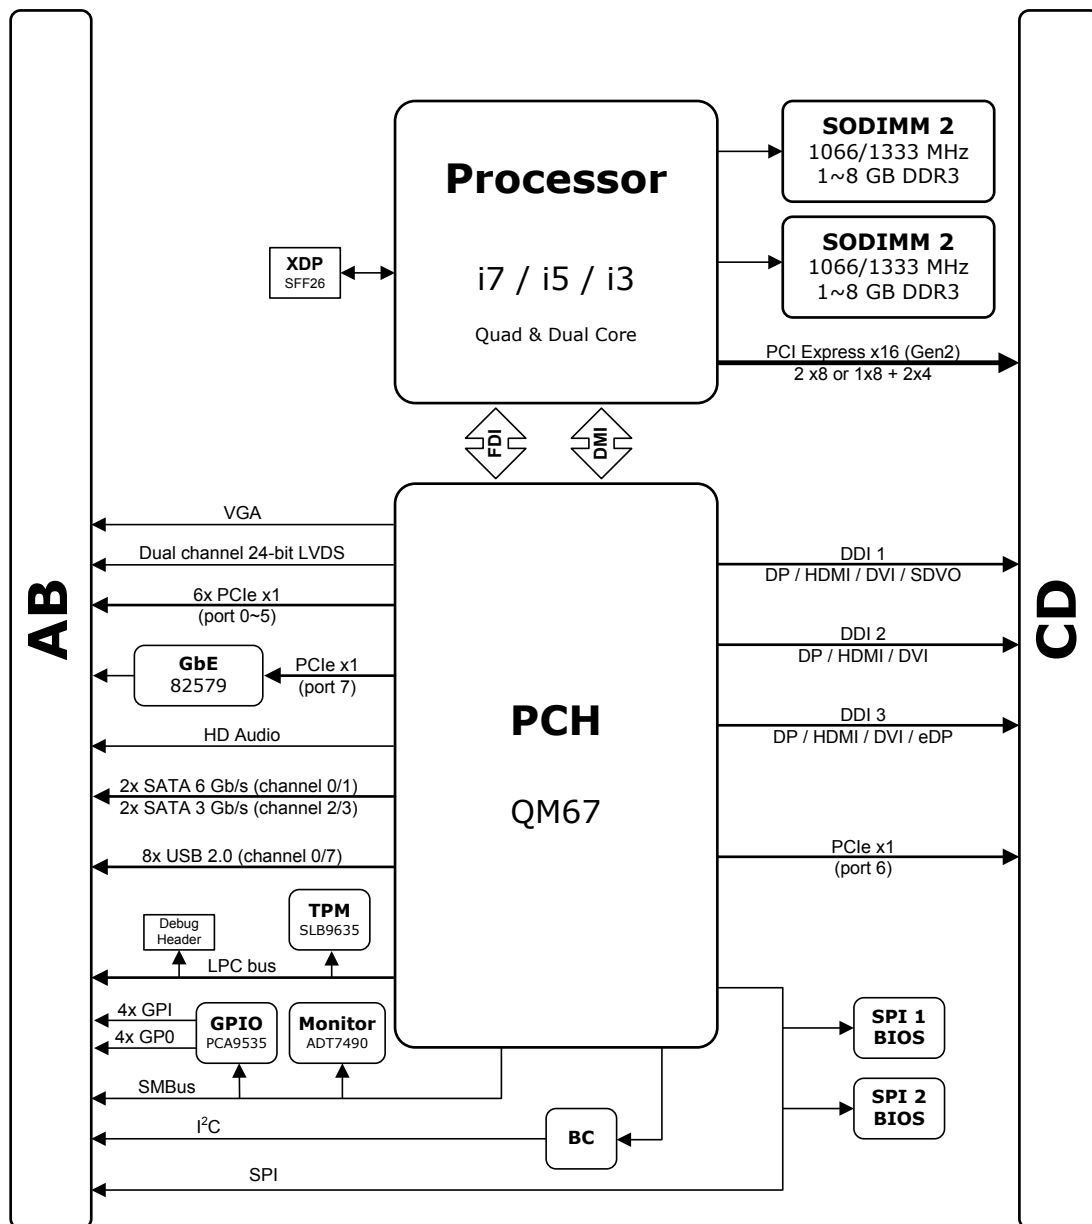 AB
CD
Processor
i7 / i5 / i3
Quad & Dual Core
XDP
SFF26
SODIMM 2
1066/1333 MHz
1~8 GB DDR3
SODIMM 2
1066/1333 MHz
1~8 GB DDR3
PCI Express x16 (Gen2)
2 x8 or 1x8 + 2x4
FDI
DMI
PCH
QM67
VGA
Dual channel 24-bit LVDS
6x PCIe x1
(port 0~5)
GbE
82579
PCIe x1
(port 7)
HD Audio
2x SATA 6 Gb/s (channel 0/1)
2x SATA 3 Gb/s (channel 2/3)
8x USB 2.0 (channel 0/7)
Debug
Header
TPM
SLB9635
LPC bus
4x GPI
4x GP0
GPIO
PCA9535
Monitor
ADT7490
SMBus
I²C
BC
SPI
DDI 1
DP / HDMI / DVI / SDVO
DDI 2
DP / HDMI / DVI
DDI 3
DP / HDMI / DVI / eDP
PCIe x1
(port 6)
SPI 1
BIOS
SPI 2
BIOS